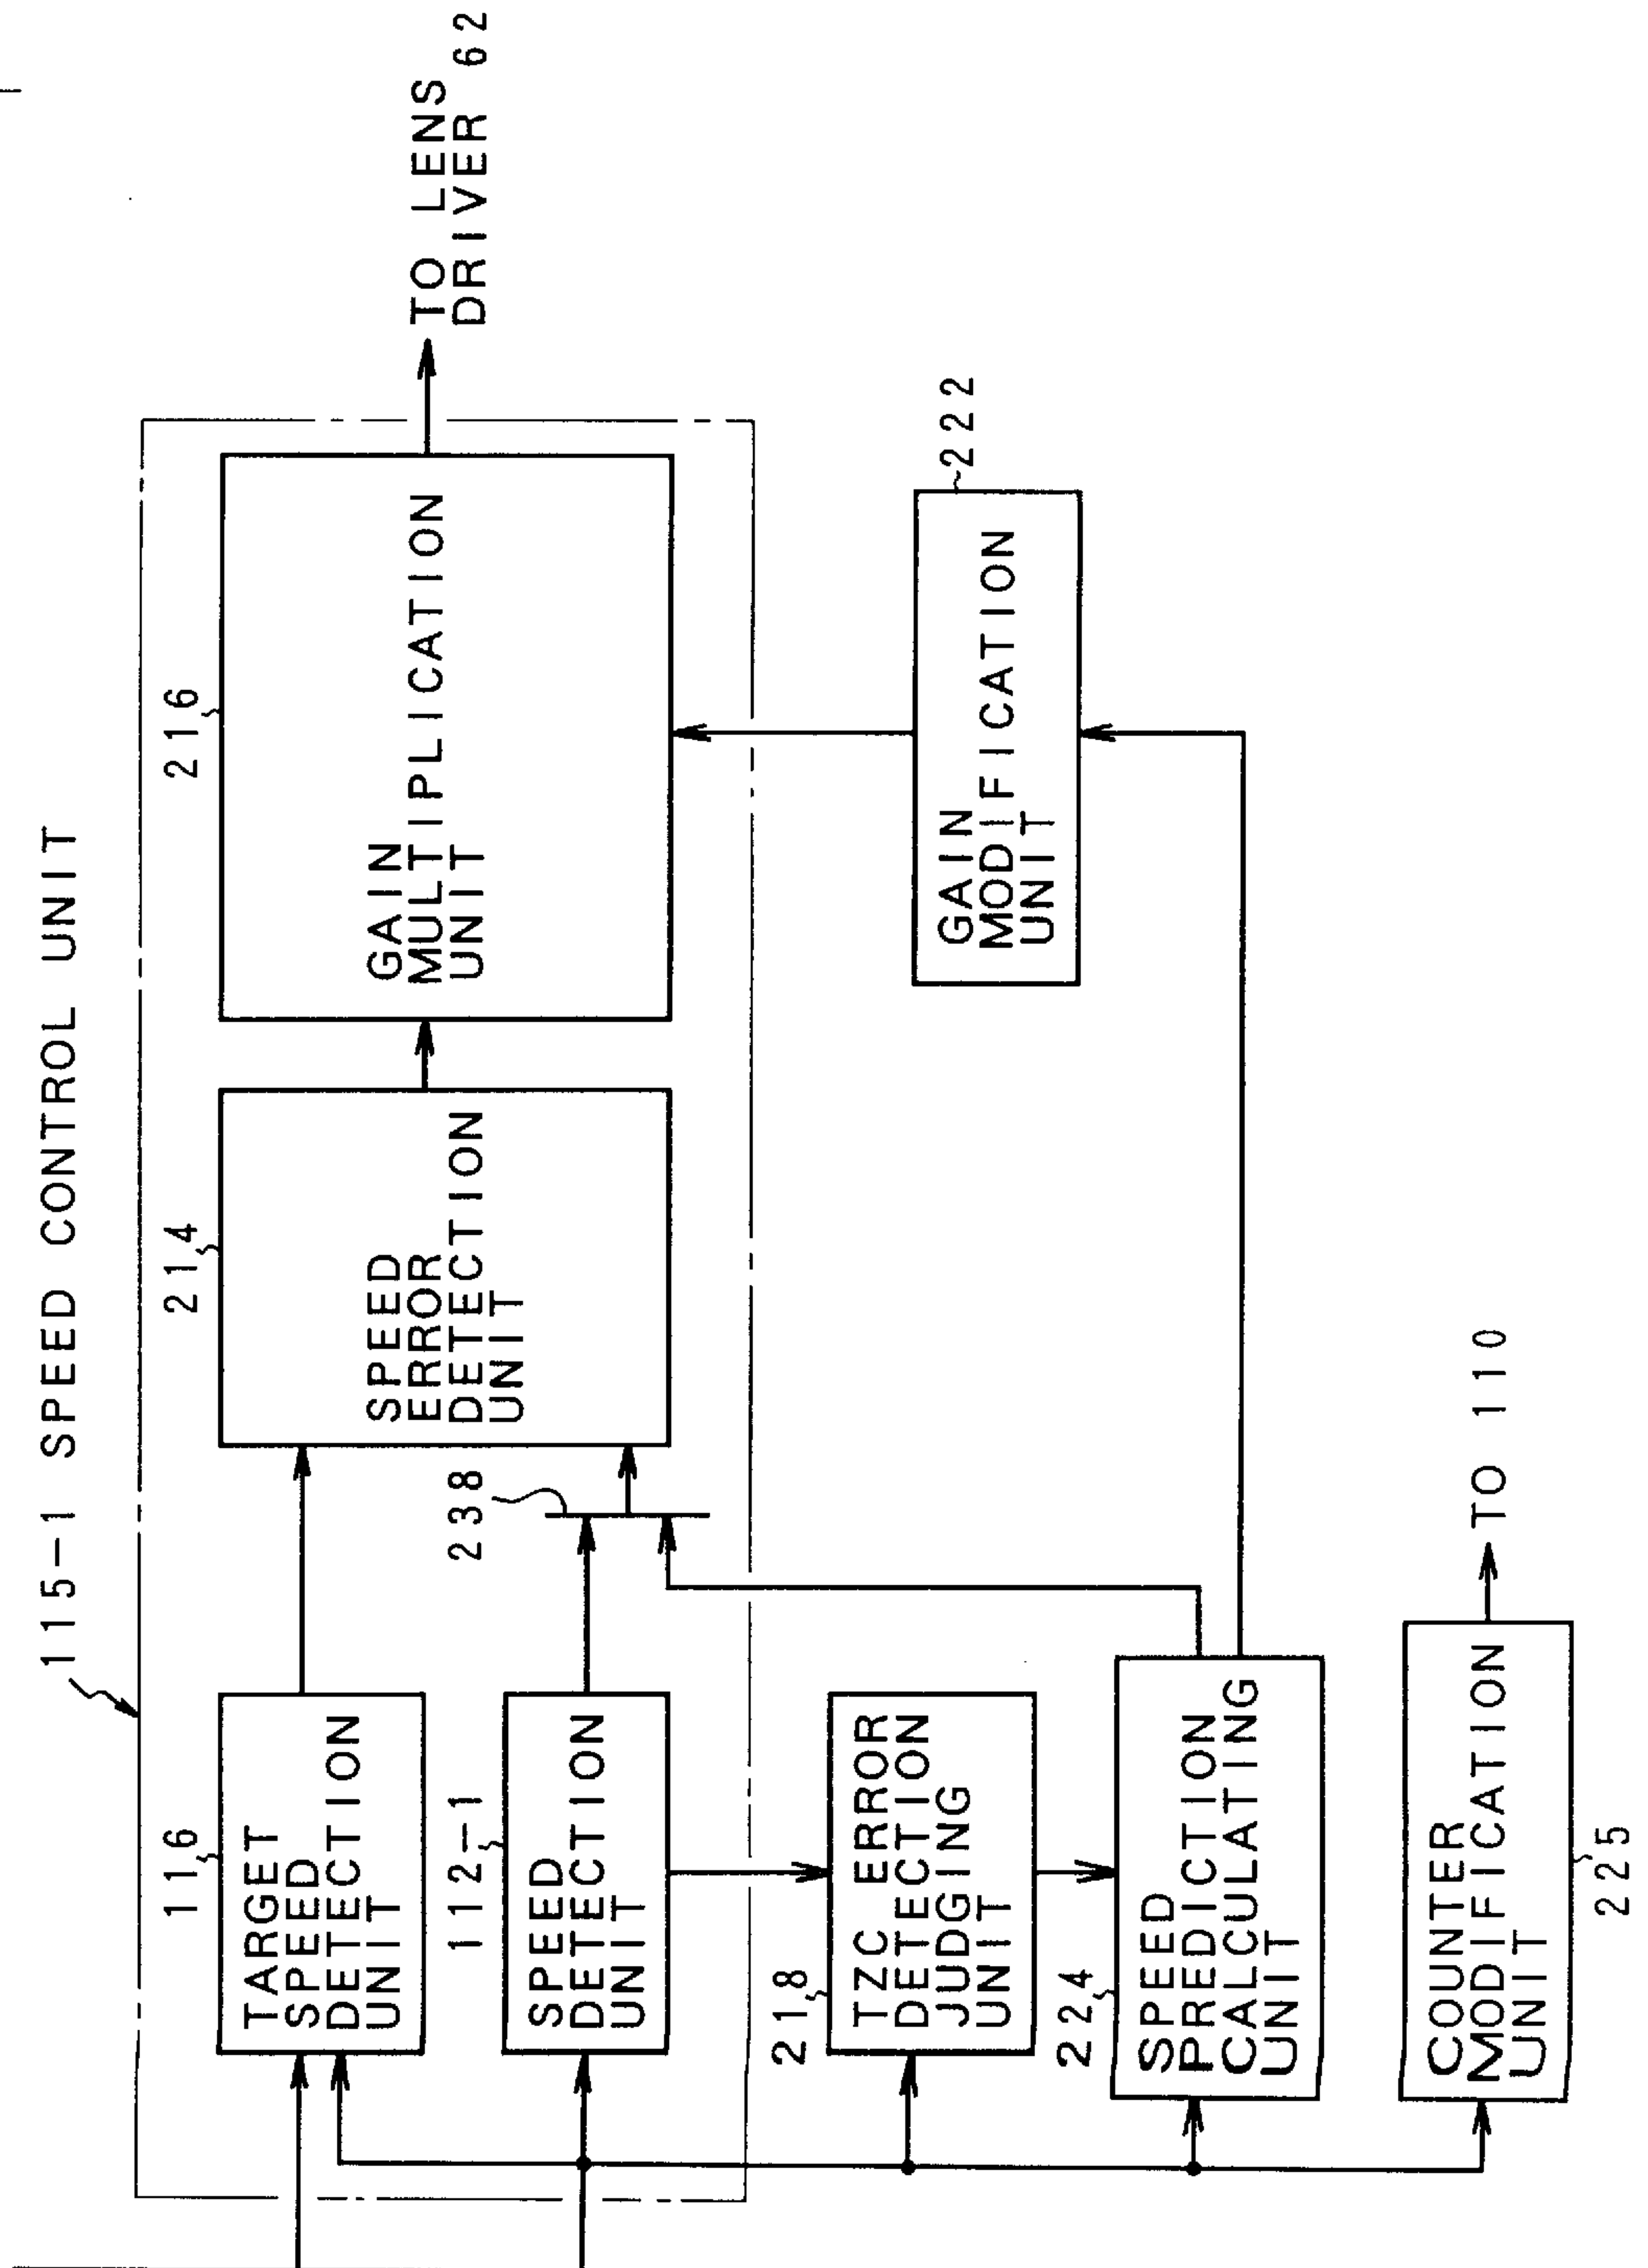 115-1 SPEED CONTROL UNIT
116
TARGET
SPEED
DETECTION
UNIT
214
SPEED
ERROR
DETECTION
UNIT
216
GAIN
MULTIPLICATION
UNIT
TO LENS
DRIVER 62
112-1
SPEED
DETECTION
UNIT
238
218
TZC ERROR
DETECTION
JUDGING
UNIT
222
GAIN
MODIFICATION
UNIT
224
SPEED
PREDICTION
CALCULATING
UNIT
COUNTER
MODIFICATION
UNIT
TO 110
225